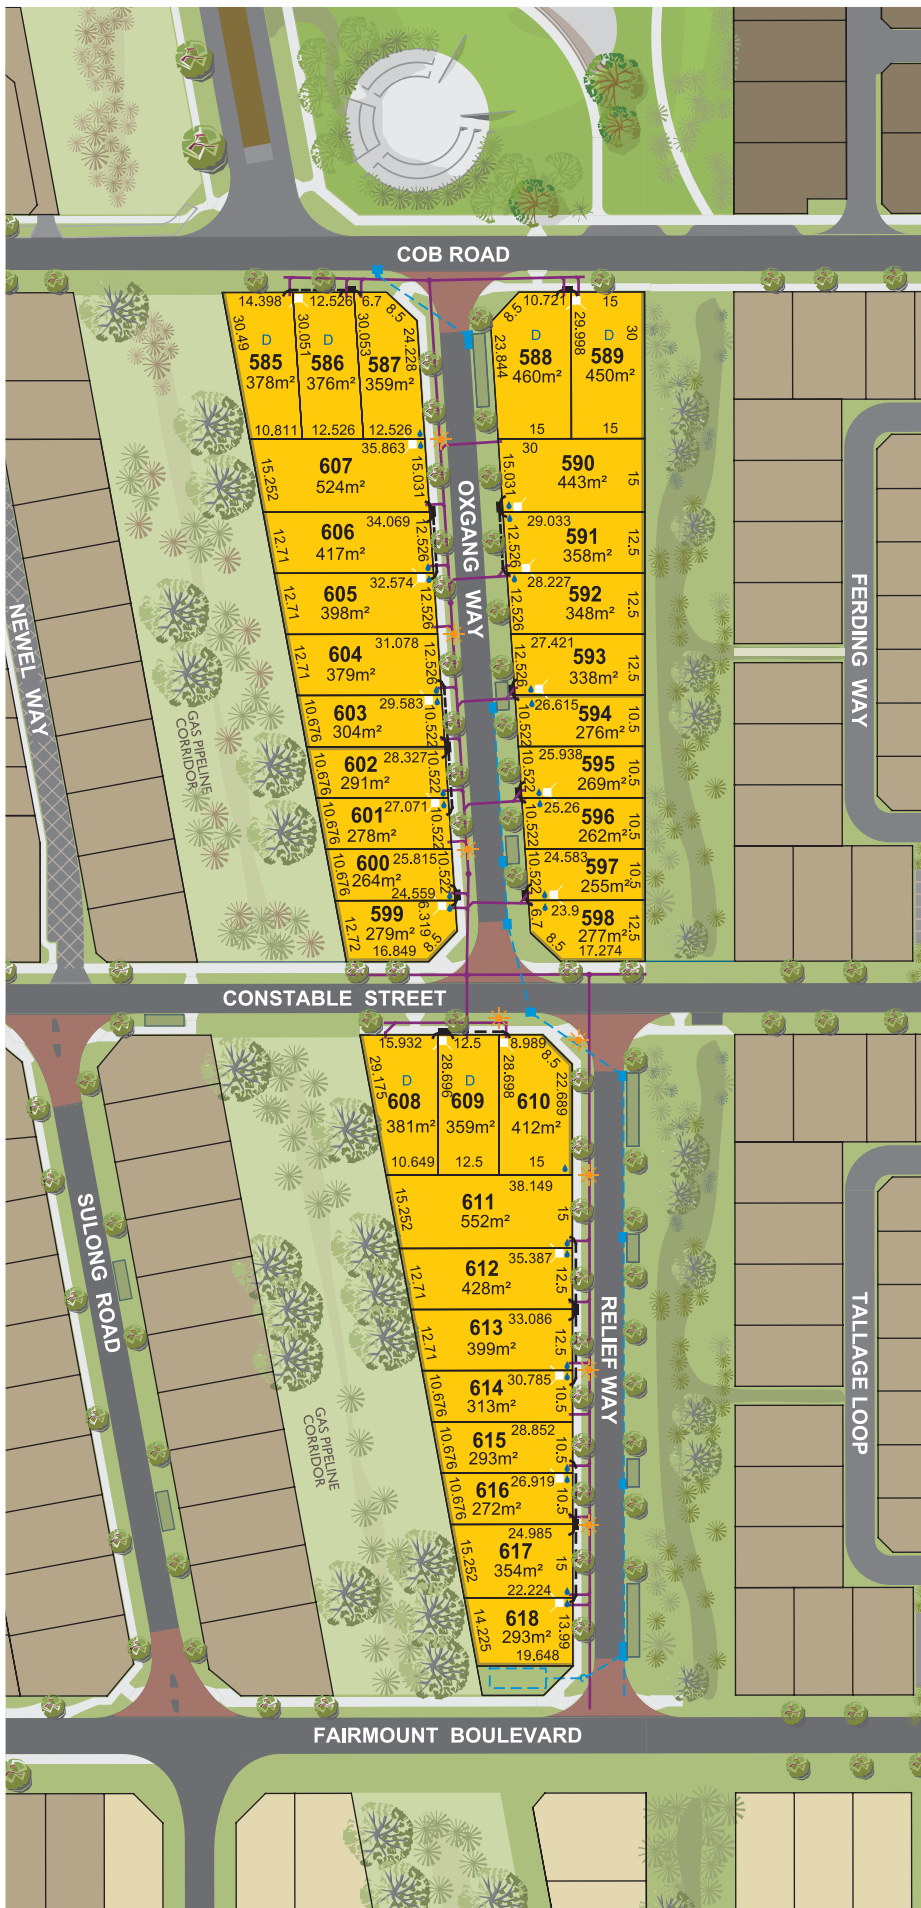 COB ROAD
14.398 12.526 6.7 8.5
30.49 30.051 30.053 24.228
D D
585 586 587
378m² 376m² 359m²
10.811 12.526 12.526
8.5 10.721 15
23.844 29.998 30
D D
588 589
460m² 450m²
15 15
35.863
607
524m²
15.252 15.031
30
590
443m²
15.031 15
34.069
606
417m²
12.71 12.526
29.033
591
358m²
12.526 12.5
32.574
605
398m²
12.71 12.526
28.227
592
348m²
12.526 12.5
31.078
604
379m²
12.71 12.526
27.421
593
338m²
12.526 12.5
29.583
603
304m²
10.676 10.522
26.615
594
276m²
10.5
28.327
602
291m²
10.676 10.522
25.938
595
269m²
10.522 10.5
27.071
601
278m²
10.676 10.522
25.26
596
262m²
10.522 10.5
25.815
600
264m²
10.676 10.522
24.583
597
255m²
10.522 10.5
24.559
599
279m²
12.72 6.319 8.5
16.849
23.9
598
277m²
6.7 8.5 12.5
17.274
OXGANG WAY
NEWEL WAY
GAS PIPELINE
CORRIDOR
FERDING WAY
CONSTABLE STREET
15.932 12.5 8.989 8.5
29.175 28.696 28.698 22.689
D D
608 609 610
381m² 359m² 412m²
10.649 12.5 15
38.149
611
552m²
15.252 15
35.387
612
428m²
12.71 12.5
33.086
613
399m²
12.71 12.5
30.785
614
313m²
10.676 10.5
28.852
615
293m²
10.676 10.5
26.919
616
272m²
10.676 10.5
24.985
617
354m²
15.252 15
22.224
618
293m²
14.225 13.99
19.648
SULONG ROAD
GAS PIPELINE
CORRIDOR
RELIEF WAY
TALLAGE LOOP
FAIRMOUNT BOULEVARD